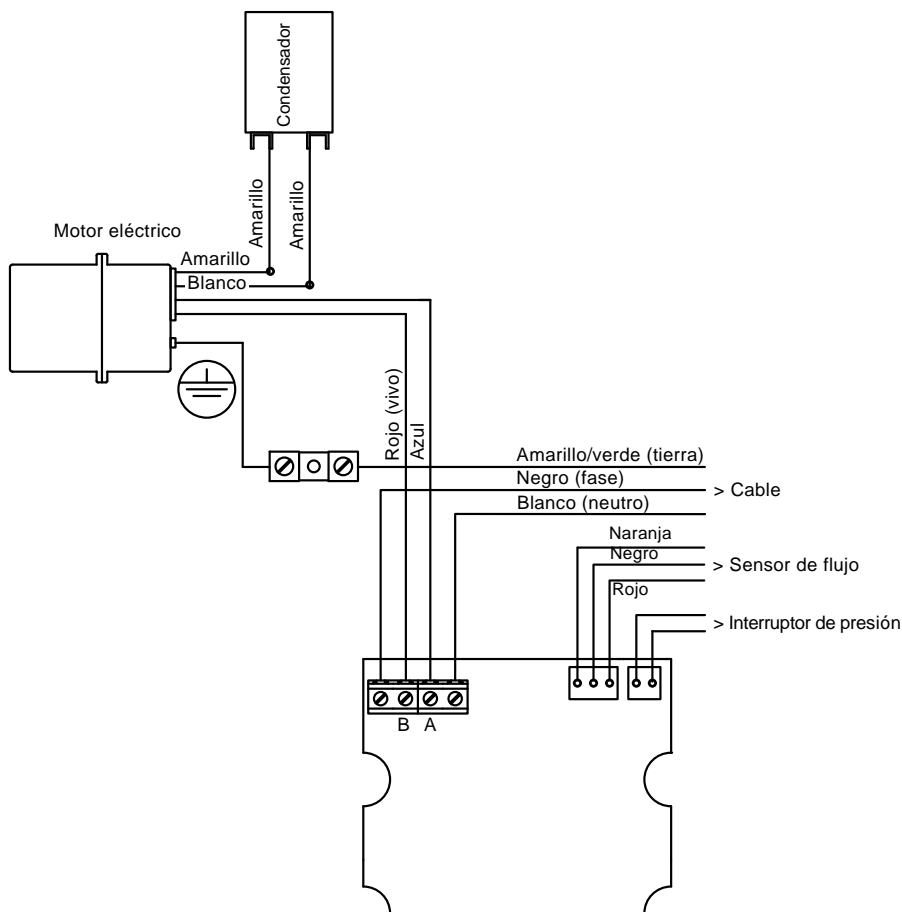 Condensador
Amarillo
Amarillo
Motor eléctrico
Amarillo
Blanco
Rojo (vivo)
Azul
Amarillo/verde (tierra)
Negro (fase)
> Cable
Blanco (neutro)
Naranja
Negro
> Sensor de flujo
Rojo
> Interruptor de presión
B A